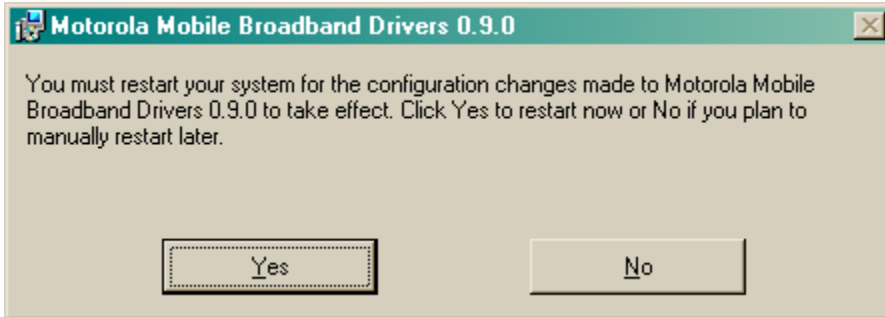 Motorola Mobile Broadband Drivers 0.9.0
You must restart your system for the configuration changes made to Motorola Mobile
Broadband Drivers 0.9.0 to take effect. Click Yes to restart now or No if you plan to
manually restart later.
Yes
No